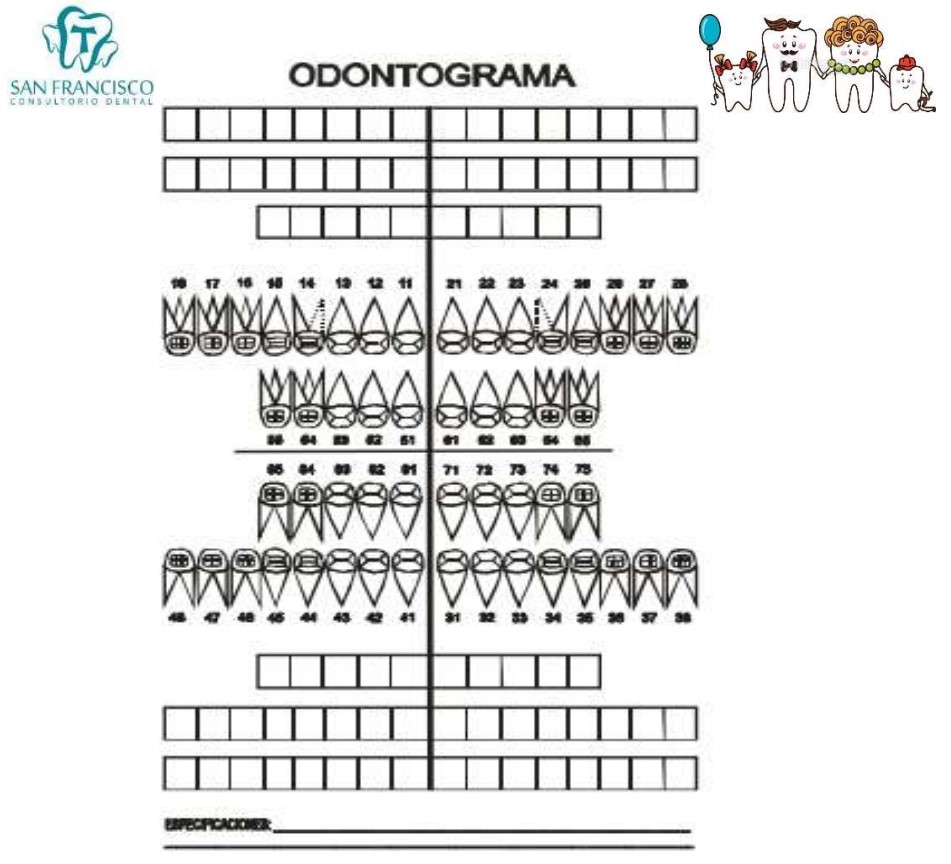 SAN FRANCISCO
CONSULTORIO DENTAL
ODONTOGRAMA
18 17 16 15 14 13 12 11 21 22 23 24 25 26 27 28
55 54 53 52 51 61 62 63 64 65
85 84 83 82 81 71 72 73 74 75
48 47 46 45 44 43 42 41 31 32 33 34 35 36 37 38
ESPECIFICACIONES: